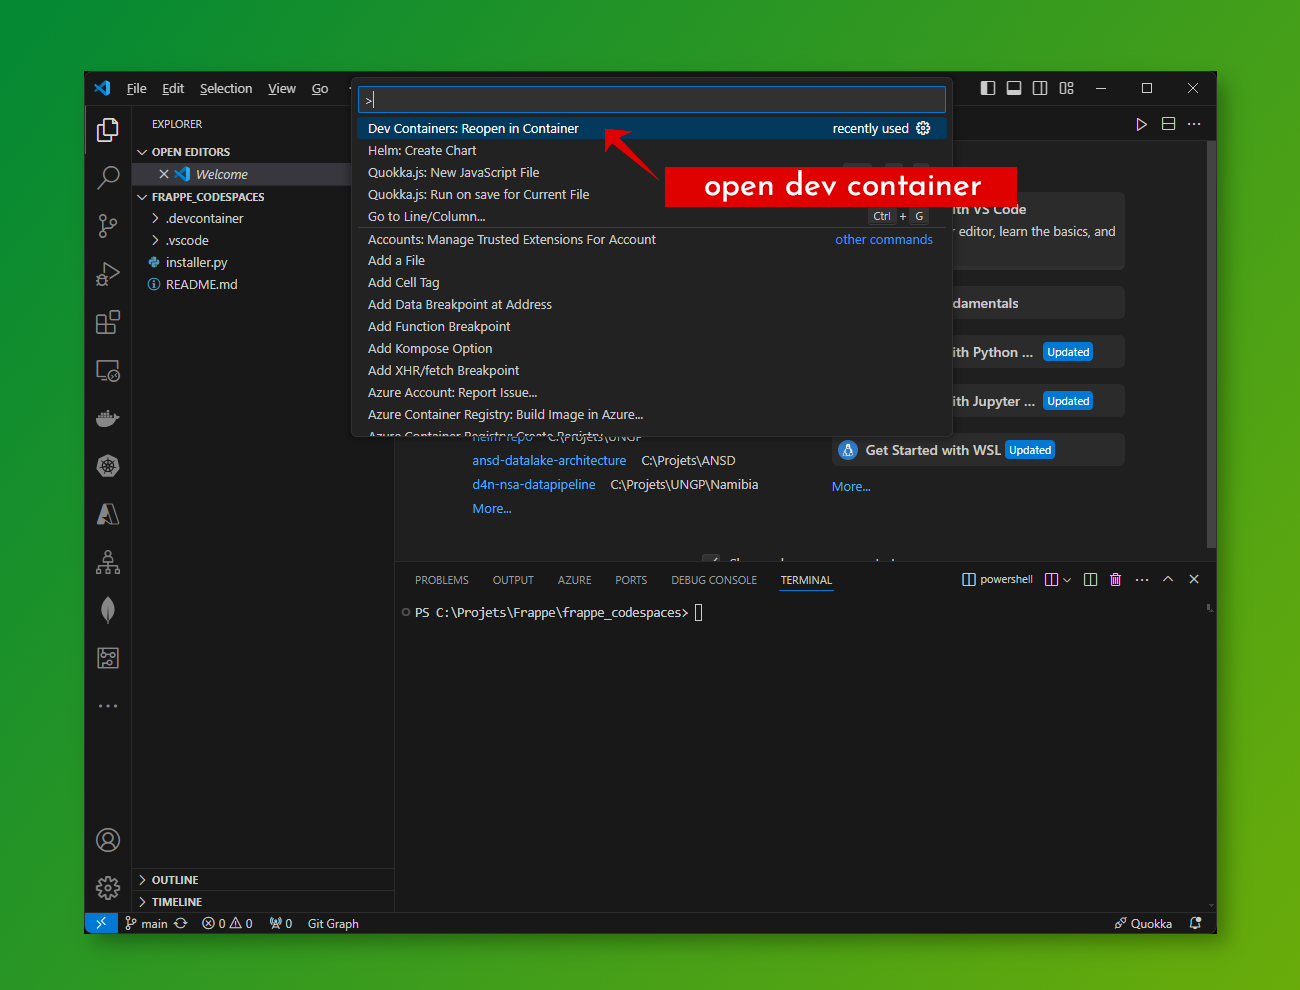 File Edit Selection View Go
>
EXPLORER
OPEN EDITORS
Welcome
FRAPPE_CODESPACES
.devcontainer
.vscode
installer.py
README.md
OUTLINE
TIMELINE
Dev Containers: Reopen in Container recently used
Helm: Create Chart
Quokka.js: New JavaScript File
Quokka.js: Run on save for Current File
Go to Line/Column... Ctrl + G
Accounts: Manage Trusted Extensions For Account other commands
Add a File
Add Cell Tag
Add Data Breakpoint at Address
Add Function Breakpoint
Add Kompose Option
Add XHR/fetch Breakpoint
Azure Account: Report Issue...
Azure Container Registry: Build Image in Azure...
Azure Container Registry: Create Registry
open dev container
VS Code
editor, learn the basics, and
Python ... Updated
Jupyter ... Updated
Get Started with WSL Updated
More...
helm-repo C:\Projets\UNGP
ansd-datalake-architecture C:\Projets\ANSD
d4n-nsa-datapipeline C:\Projets\UNGP\Namibia
More...
PROBLEMS OUTPUT AZURE PORTS DEBUG CONSOLE TERMINAL powershell
PS C:\Projets\Frappe\frappe_codespaces>
main 0 0 0 Git Graph Quokka